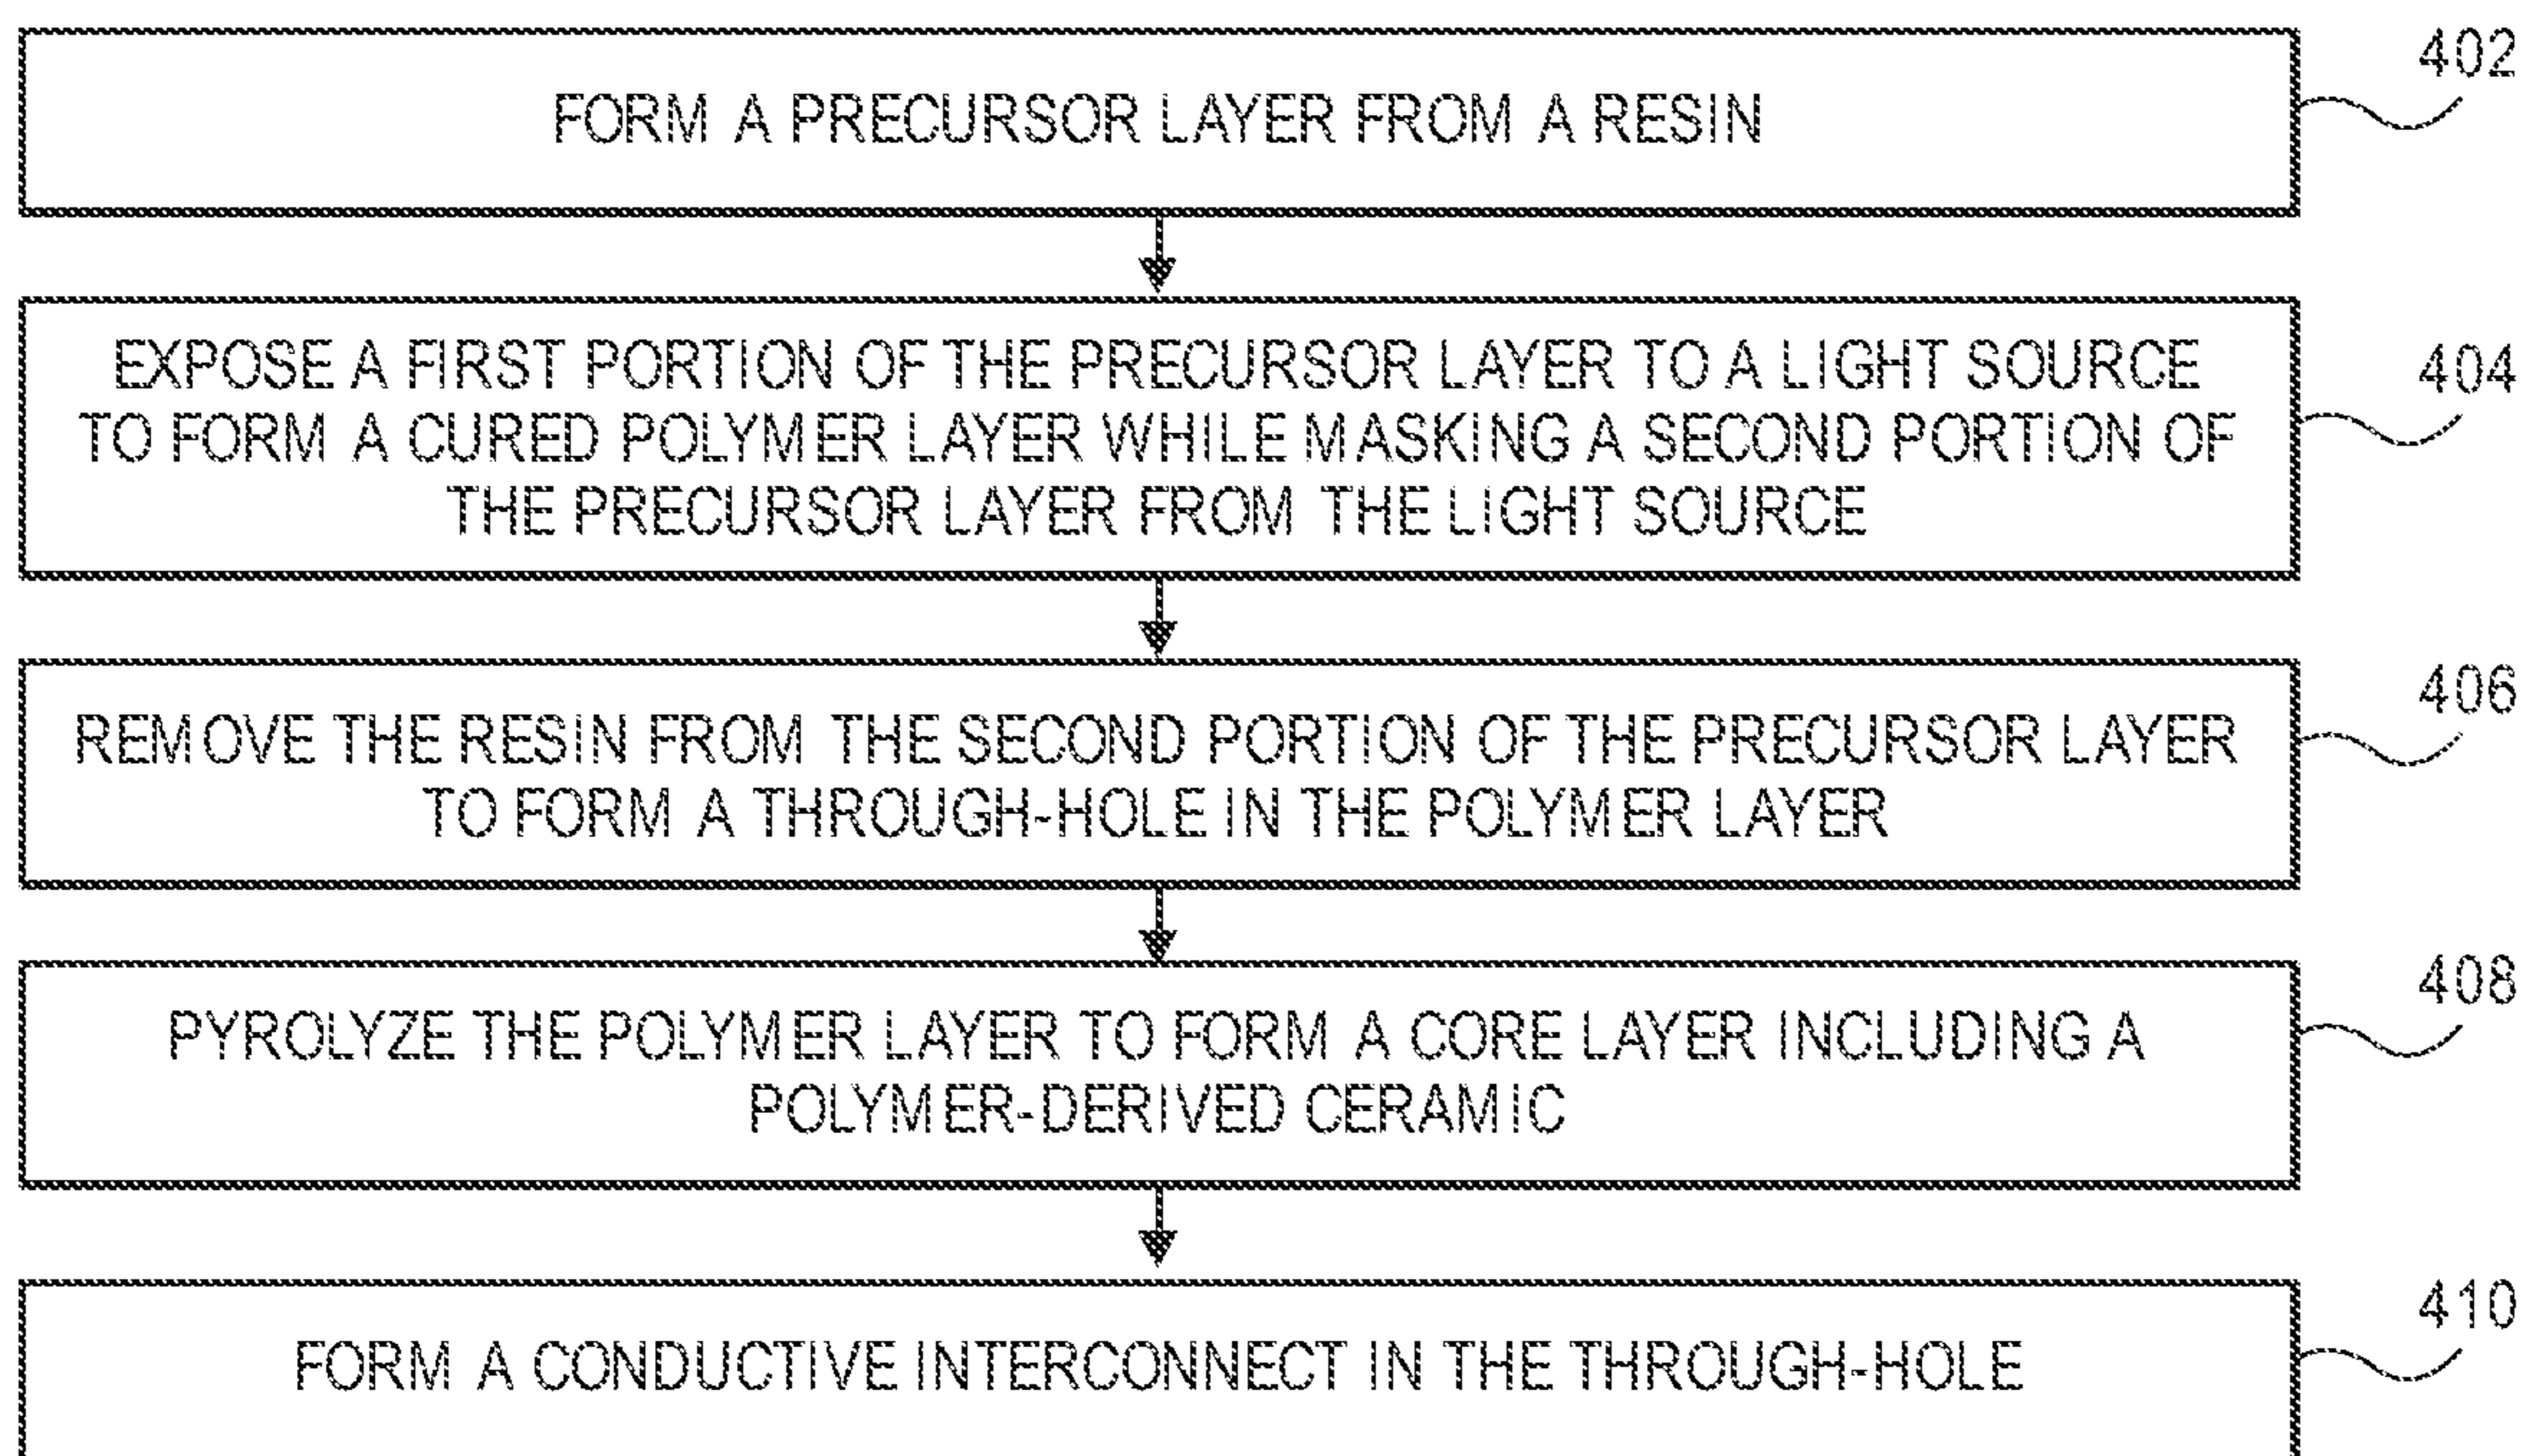 402
FORM A PRECURSOR LAYER FROM A RESIN
404
EXPOSE A FIRST PORTION OF THE PRECURSOR LAYER TO A LIGHT SOURCE
TO FORM A CURED POLYMER LAYER WHILE MASKING A SECOND PORTION OF
THE PRECURSOR LAYER FROM THE LIGHT SOURCE
406
REMOVE THE RESIN FROM THE SECOND PORTION OF THE PRECURSOR LAYER
TO FORM A THROUGH-HOLE IN THE POLYMER LAYER
408
PYROLYZE THE POLYMER LAYER TO FORM A CORE LAYER INCLUDING A
POLYMER-DERIVED CERAMIC
410
FORM A CONDUCTIVE INTERCONNECT IN THE THROUGH-HOLE